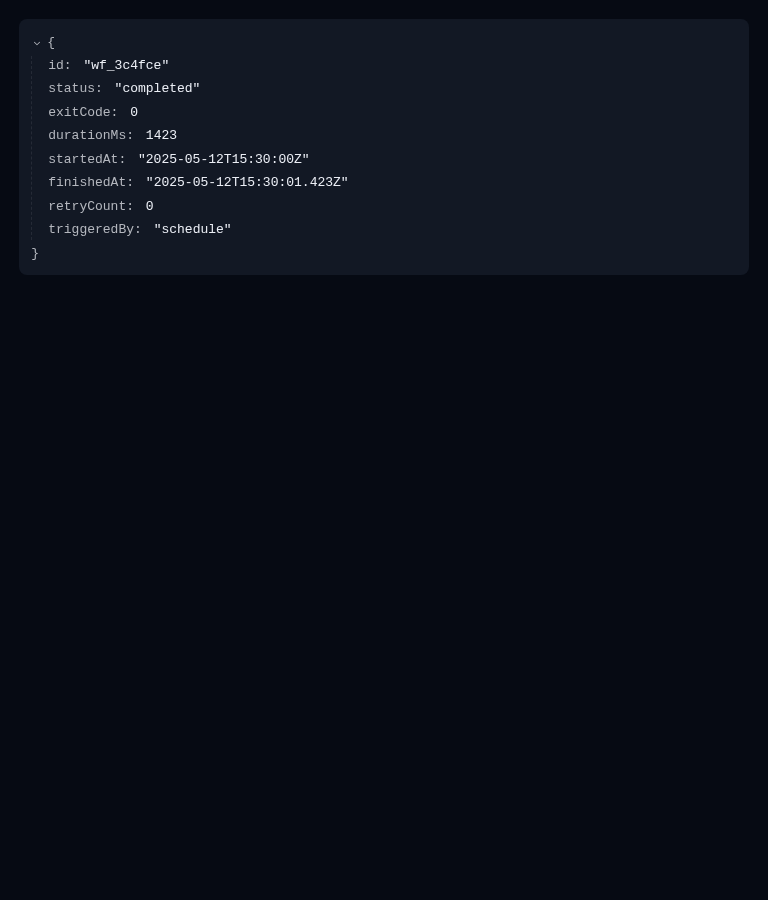 {
id: "wf_3c4fce"
status: "completed"
exitCode: 0
durationMs: 1423
startedAt: "2025-05-12T15:30:00Z"
finishedAt: "2025-05-12T15:30:01.423Z"
retryCount: 0
triggeredBy: "schedule"
}